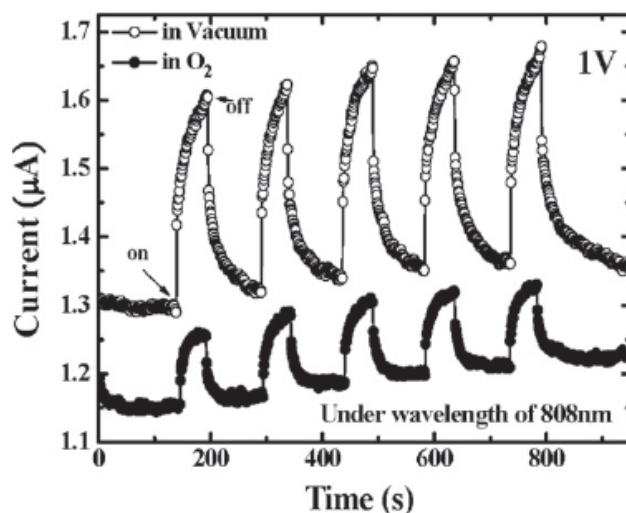 in Vacuum
in O2
1V
off
on
Under wavelength of 808nm
Current (μA)
1.7
1.6
1.5
1.4
1.3
1.2
1.1
0 200 400 600 800
Time (s)